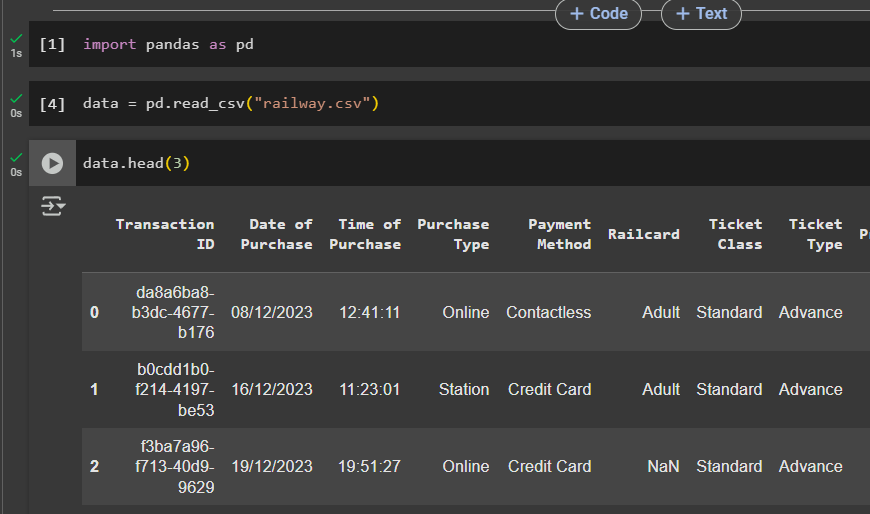 + Code + Text
1s [1] import pandas as pd
0s [4] data = pd.read_csv("railway.csv")
0s data.head(3)
Transaction Date of Time of Purchase Payment Railcard Ticket Ticket
ID Purchase Purchase Type Method Class Type
da8a6ba8-
0 b3dc-4677- 08/12/2023 12:41:11 Online Contactless Adult Standard Advance
b176
b0cdd1b0-
1 f214-4197- 16/12/2023 11:23:01 Station Credit Card Adult Standard Advance
be53
f3ba7a96-
2 f713-40d9- 19/12/2023 19:51:27 Online Credit Card NaN Standard Advance
9629